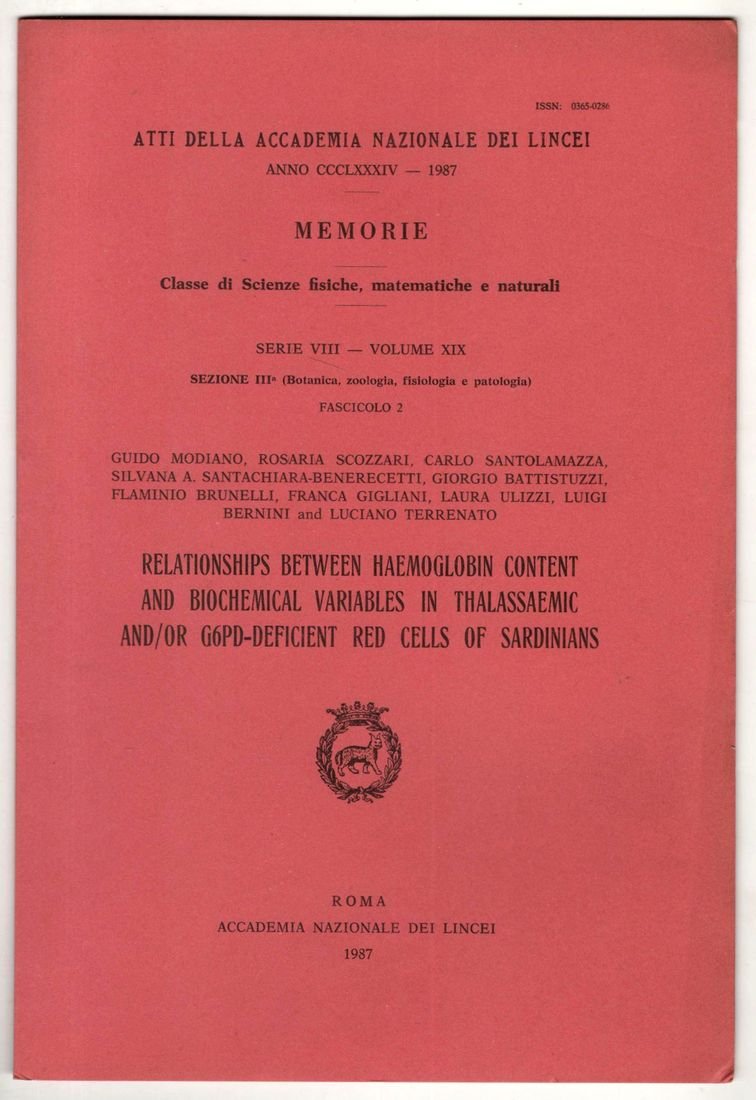 ISSN: 0365-0286
ATTI DELLA ACCADEMIA NAZIONALE DEI LINCEI
ANNO CCCLXXXIV — 1987
MEMORIE
Classe di Scienze fisiche, matematiche e naturali
SERIE VIII — VOLUME XIX
SEZIONE IIIª (Botanica, zoologia, fisiologia e patologia)
FASCICOLO 2
GUIDO MODIANO, ROSARIA SCOZZARI, CARLO SANTOLAMAZZA,
SILVANA A. SANTACHIARA-BENERECETTI, GIORGIO BATTISTUZZI,
FLAMINIO BRUNELLI, FRANCA GIGLIANI, LAURA ULIZZI, LUIGI
BERNINI and LUCIANO TERRENATO
RELATIONSHIPS BETWEEN HAEMOGLOBIN CONTENT
AND BIOCHEMICAL VARIABLES IN THALASSAEMIC
AND/OR G6PD-DEFICIENT RED CELLS OF SARDINIANS
ROMA
ACCADEMIA NAZIONALE DEI LINCEI
1987